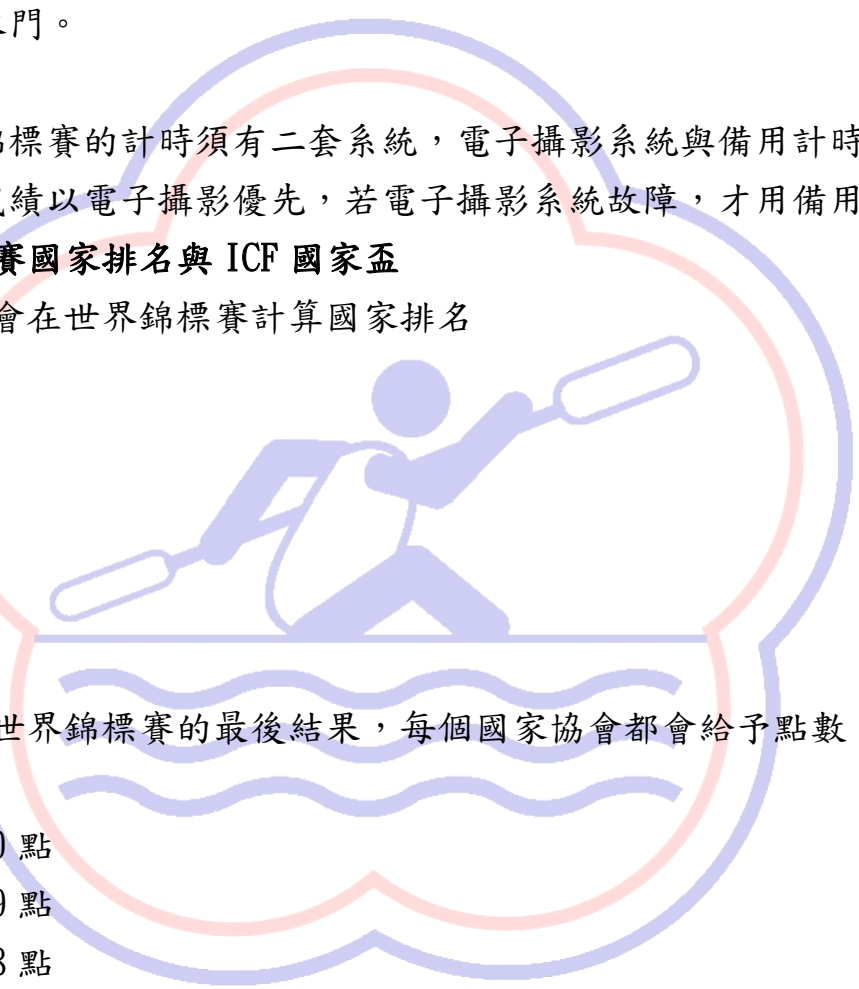 門。
標賽的計時須有二套系統，電子攝影系統與備用計時
績以電子攝影優先，若電子攝影系統故障，才用備用
賽國家排名與 ICF 國家盃
會在世界錦標賽計算國家排名
世界錦標賽的最後結果，每個國家協會都會給予點數
0 點
9 點
8 點